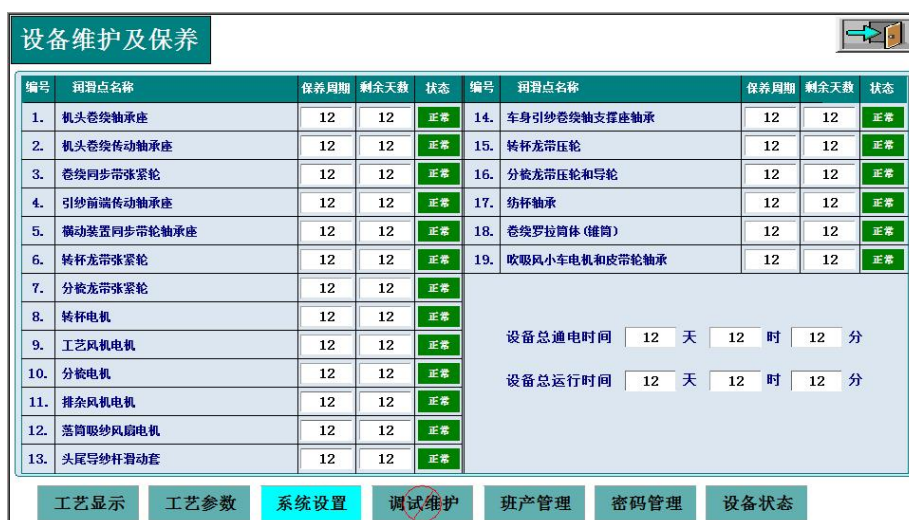 设备维护及保养
编号 润滑点名称 保养周期 剩余天数 状态 编号 润滑点名称 保养周期 剩余天数 状态
1. 机头卷绕轴承座 12 12 正常 14. 车身引纱卷绕轴支撑座轴承 12 12 正常
2. 机头卷绕传动轴承座 12 12 正常 15. 转杯龙带压轮 12 12 正常
3. 卷绕同步带张紧轮 12 12 正常 16. 分梳龙带压轮和导轮 12 12 正常
4. 引纱前端传动轴承座 12 12 正常 17. 纺杯轴承 12 12 正常
5. 横动装置同步带轮轴承座 12 12 正常 18. 卷绕罗拉筒体(锥筒) 12 12 正常
6. 转杯龙带张紧轮 12 12 正常 19. 吹吸风小车电机和皮带轮轴承 12 12 正常
7. 分梳龙带张紧轮 12 12 正常
8. 转杯电机 12 12 正常
9. 工艺风机电机 12 12 正常
设备总通电时间 12 天 12 时 12 分
10. 分梳电机 12 12 正常
设备总运行时间 12 天 12 时 12 分
11. 排杂风机电机 12 12 正常
12. 落筒吸纱风扇电机 12 12 正常
13. 头尾导纱杆滑动套 12 12 正常
工艺显示 工艺参数 系统设置 调试维护 班产管理 密码管理 设备状态